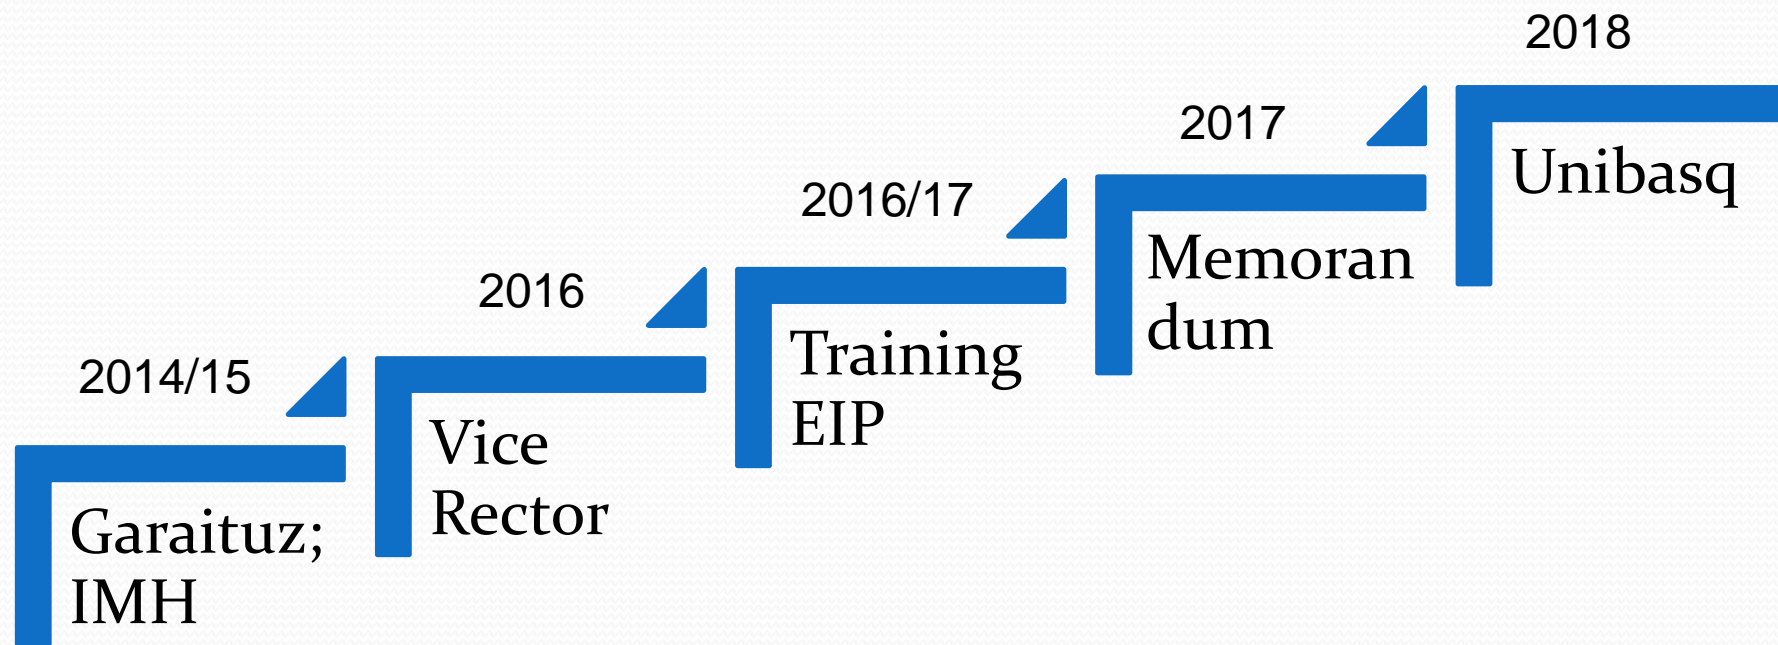 2014/15
Garaituz;
IMH
2016
Vice
Rector
2016/17
Training
EIP
2017
Memoran
dum
2018
Unibasq